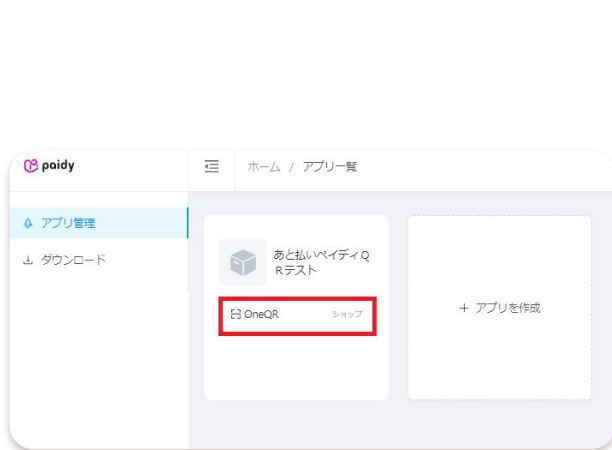 paidy
ホーム / アプリ一覧
アプリ管理
ダウンロード
あと払いペイディQ
Rテスト
OneQR ショップ
+ アプリを作成